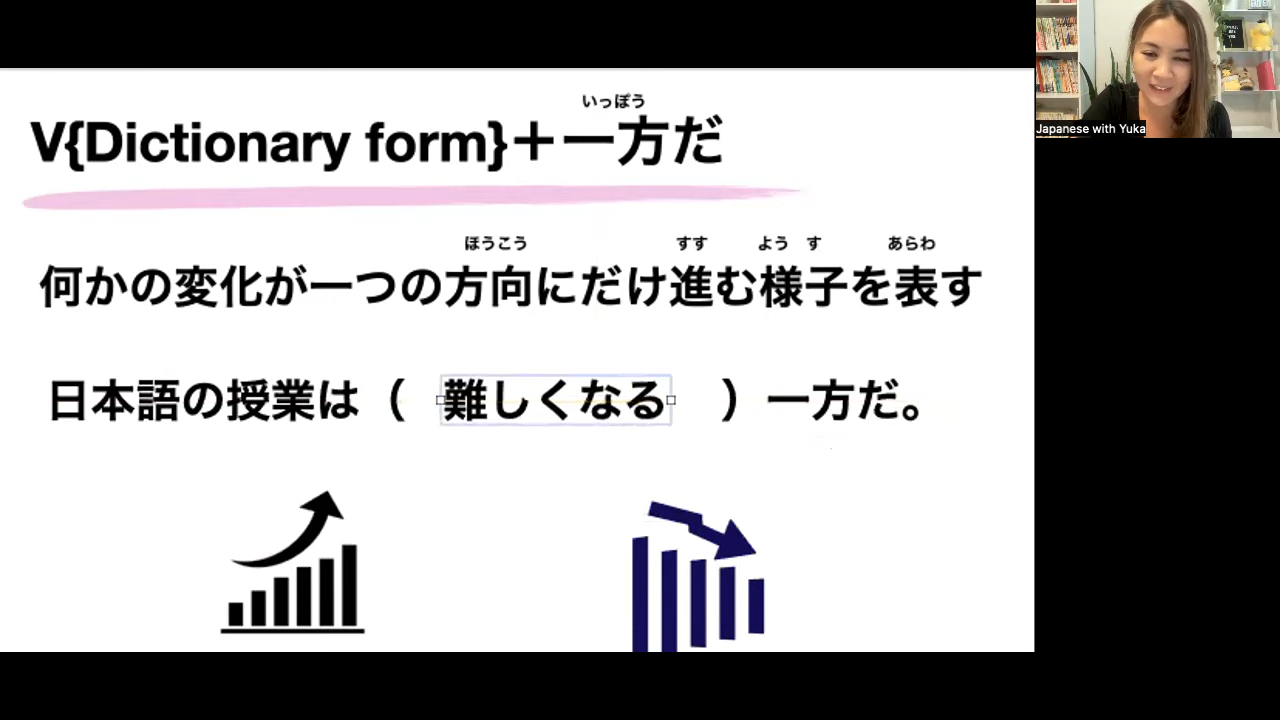 いっぽう
V{Dictionary form}＋一方だ
ほうこう すす よう す あらわ
何かの変化が一つの方向にだけ進む様子を表す
日本語の授業は（ 難しくなる ）一方だ。
Japanese with Yuka